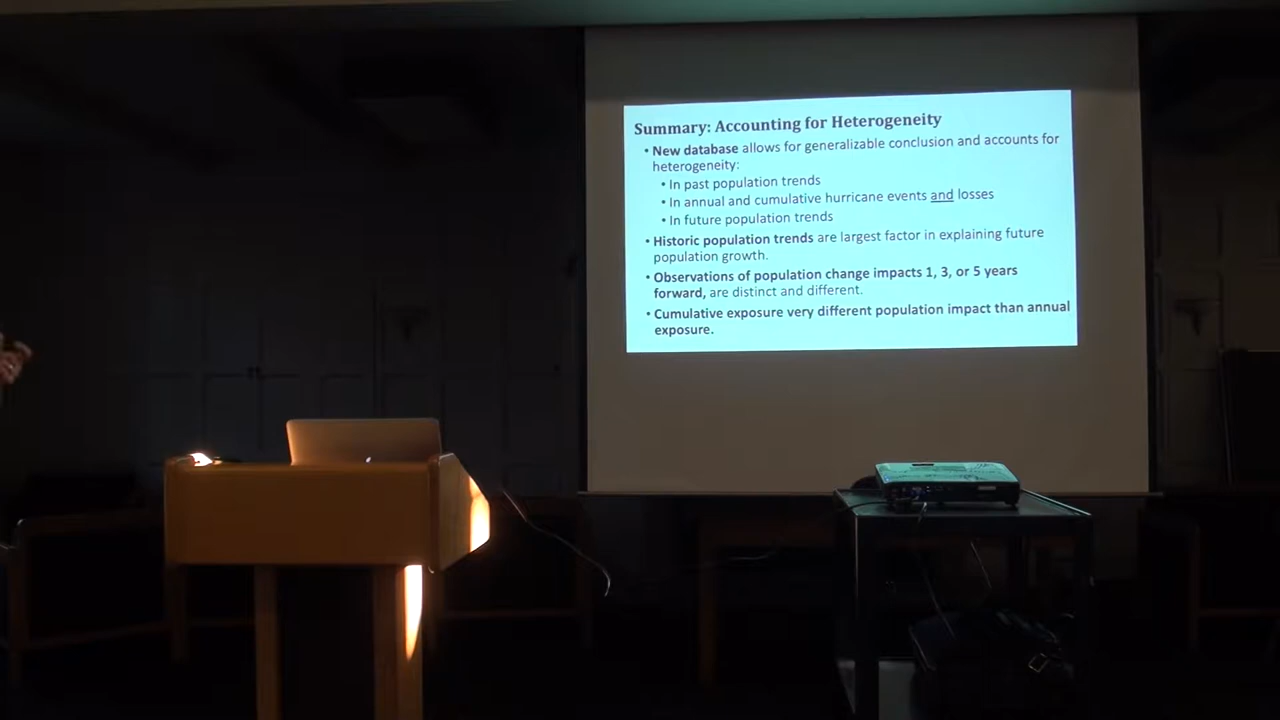 Summary: Accounting for Heterogeneity
• New database allows for generalizable conclusion and accounts for
heterogeneity:
• In past population trends
• In annual and cumulative hurricane events and losses
• In future population trends
• Historic population trends are largest factor in explaining future
population growth.
• Observations of population change impacts 1, 3, or 5 years
forward, are distinct and different.
• Cumulative exposure very different population impact than annual
exposure.